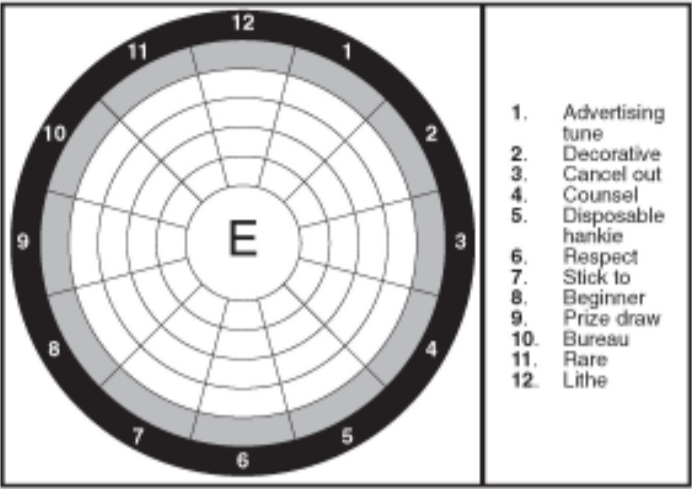 12
11
1
10
2
E
9
3
8
4
7
5
6
1. Advertising
tune
2. Decorative
3. Cancel out
4. Counsel
5. Disposable
hankie
6. Respect
7. Stick to
8. Beginner
9. Prize draw
10. Bureau
11. Rare
12. Lithe